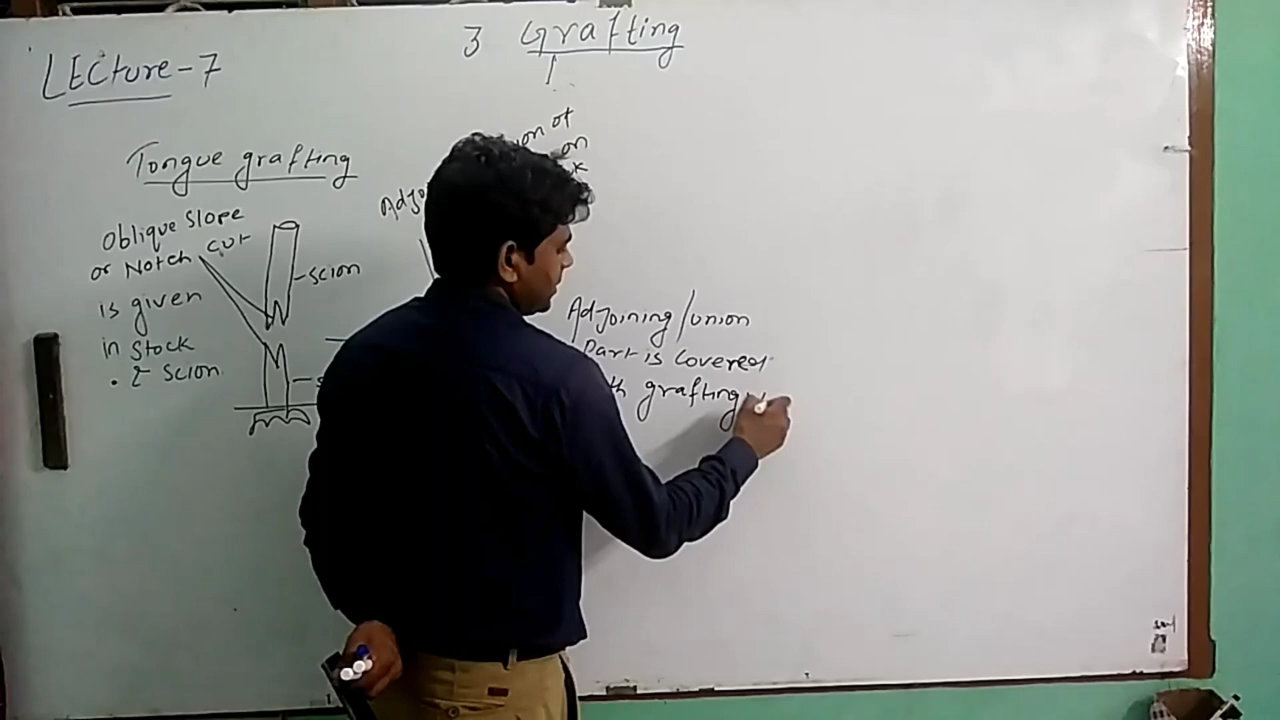 LECture-7
3 Grafting
Tongue grafting
Oblique Slope
or Notch cut
is given
in Stock
& Scion
Scion
on
Adjoining/union
Part is Covered
grafting